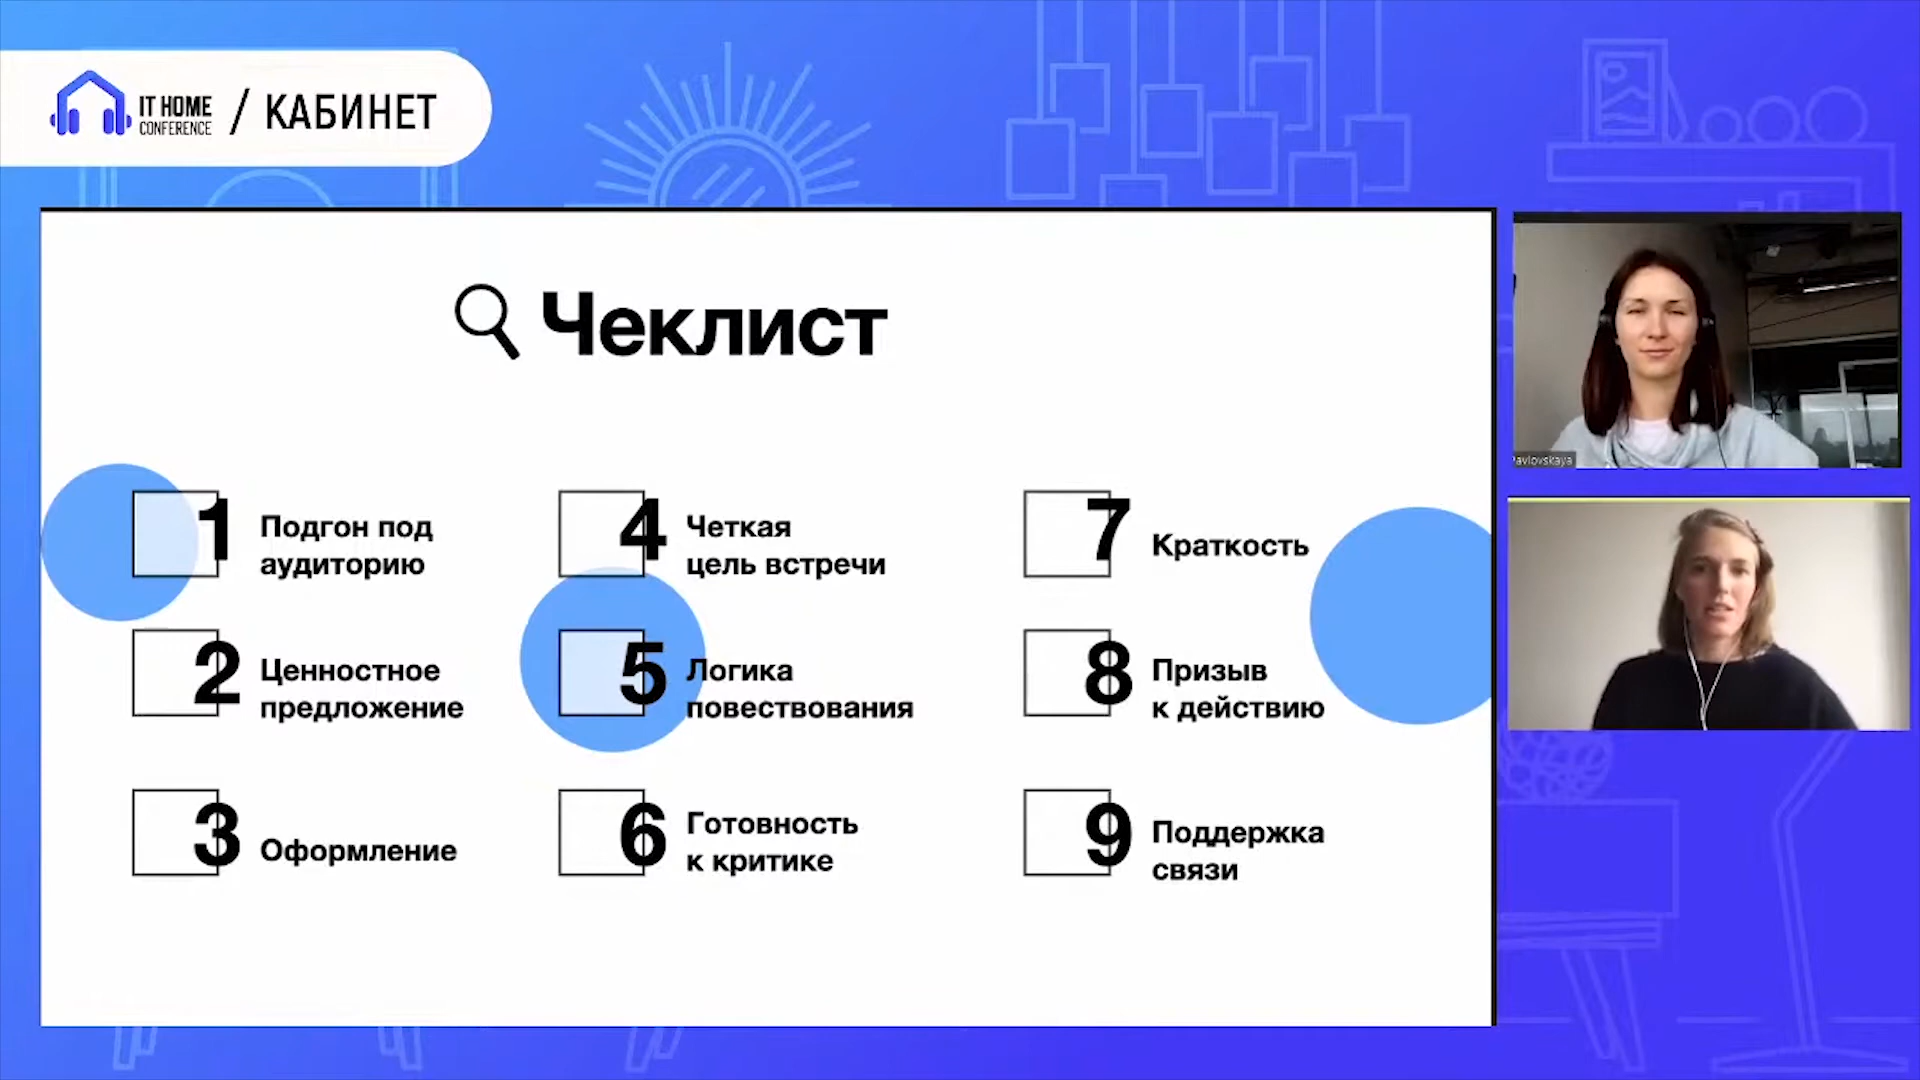 IT HOME
CONFERENCE
/ КАБИНЕТ
Чеклист
1
Подгон под
аудиторию
2
Ценностное
предложение
3
Оформление
4
Четкая
цель встречи
5
Логика
повествования
6
Готовность
к критике
7
Краткость
8
Призыв
к действию
9
Поддержка
связи
Pavlovskaya